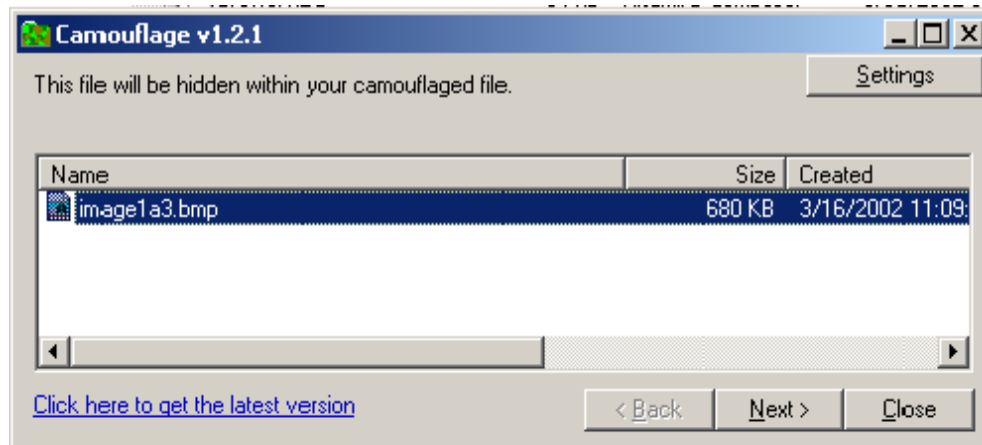 Camouflage v1.2.1
This file will be hidden within your camouflaged file.
Settings
Name Size Created
image1a3.bmp 680 KB 3/16/2002 11:09:
Click here to get the latest version
< Back Next > Close